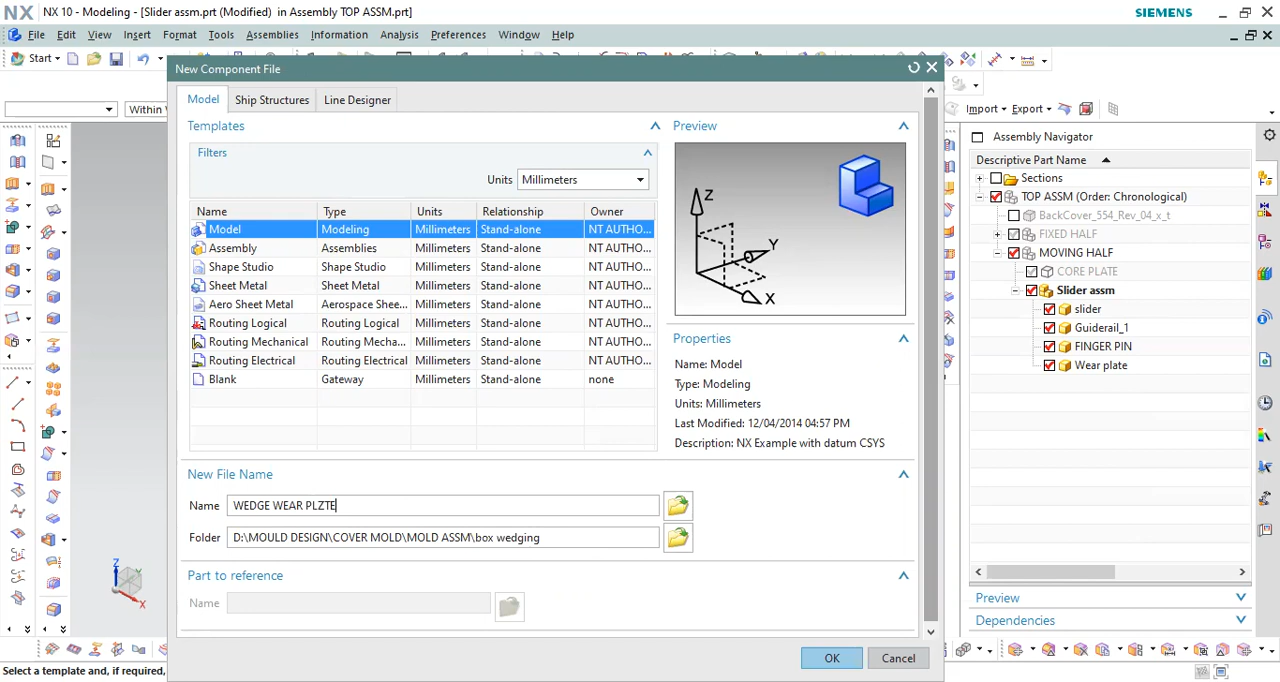 NX NX 10 - Modeling - [Slider assm.prt (Modified) in Assembly TOP ASSM.prt] SIEMENS
File Edit View Insert Format Tools Assemblies Information Analysis Preferences Window Help
Start
New Component File
Within
Import Export
Model Ship Structures Line Designer
Templates
Filters
Units Millimeters
Name Type Units Relationship Owner
Model Modeling Millimeters Stand-alone NT AUTHO...
Assembly Assemblies Millimeters Stand-alone NT AUTHO...
Shape Studio Shape Studio Millimeters Stand-alone NT AUTHO...
Sheet Metal Sheet Metal Millimeters Stand-alone NT AUTHO...
Aero Sheet Metal Aerospace Shee... Millimeters Stand-alone NT AUTHO...
Routing Logical Routing Logical Millimeters Stand-alone NT AUTHO...
Routing Mechanical Routing Mecha... Millimeters Stand-alone NT AUTHO...
Routing Electrical Routing Electrical Millimeters Stand-alone NT AUTHO...
Blank Gateway Millimeters Stand-alone none
Preview
Z
Y
X
Properties
Name: Model
Type: Modeling
Units: Millimeters
Last Modified: 12/04/2014 04:57 PM
Description: NX Example with datum CSYS
New File Name
Name WEDGE WEAR PLZTE
Folder D:\MOULD DESIGN\COVER MOLD\MOLD ASSM\box wedging
Part to reference
Name
OK Cancel
Assembly Navigator
Descriptive Part Name
Sections
TOP ASSM (Order: Chronological)
BackCover_554_Rev_04_x_t
FIXED HALF
MOVING HALF
CORE PLATE
Slider assm
slider
Guiderail_1
FINGER PIN
Wear plate
Preview
Dependencies
Z
X
Select a template and, if required,